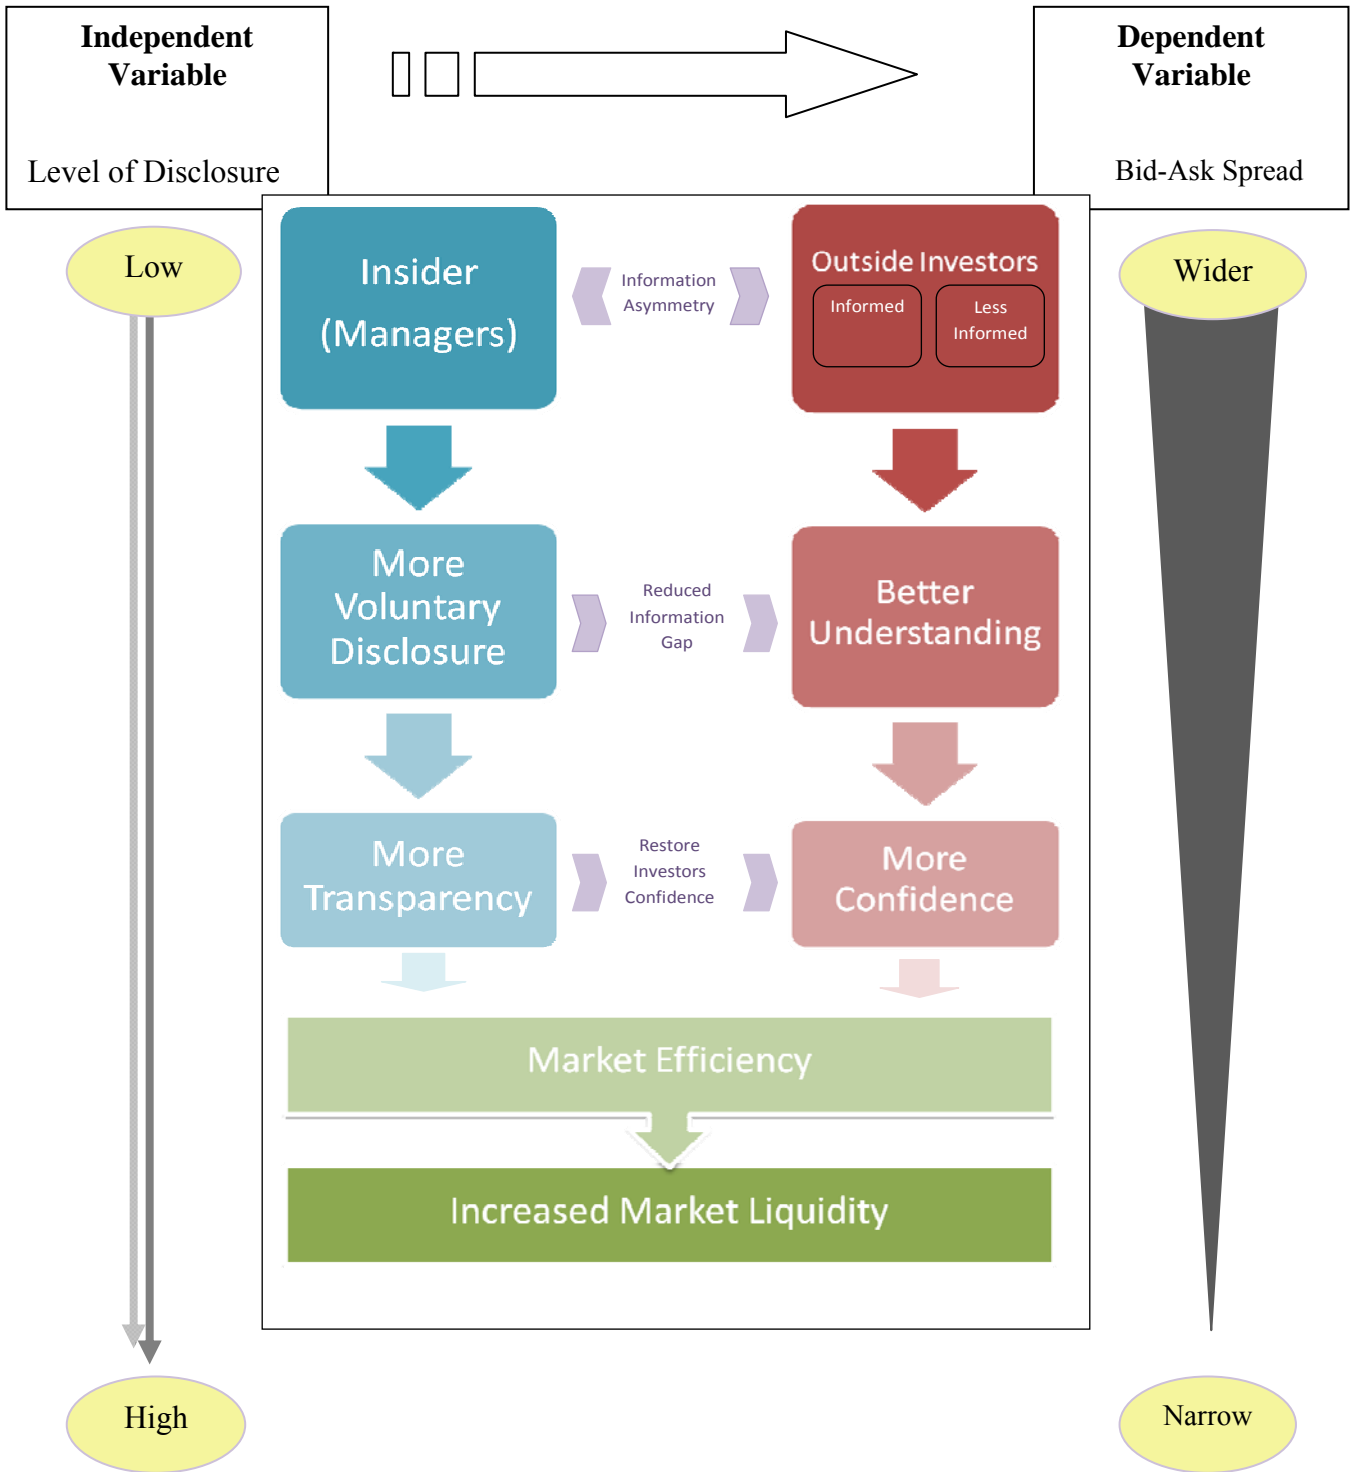 Independent
Variable
Level of Disclosure
Dependent
Variable
Bid-Ask Spread
Low
Wider
Insider
(Managers)
Information
Asymmetry
Outside Investors
Informed
Less
Informed
More
Voluntary
Disclosure
Reduced
Information
Gap
Better
Understanding
More
Transparency
Restore
Investors
Confidence
More
Confidence
Market Efficiency
Increased Market Liquidity
High
Narrow